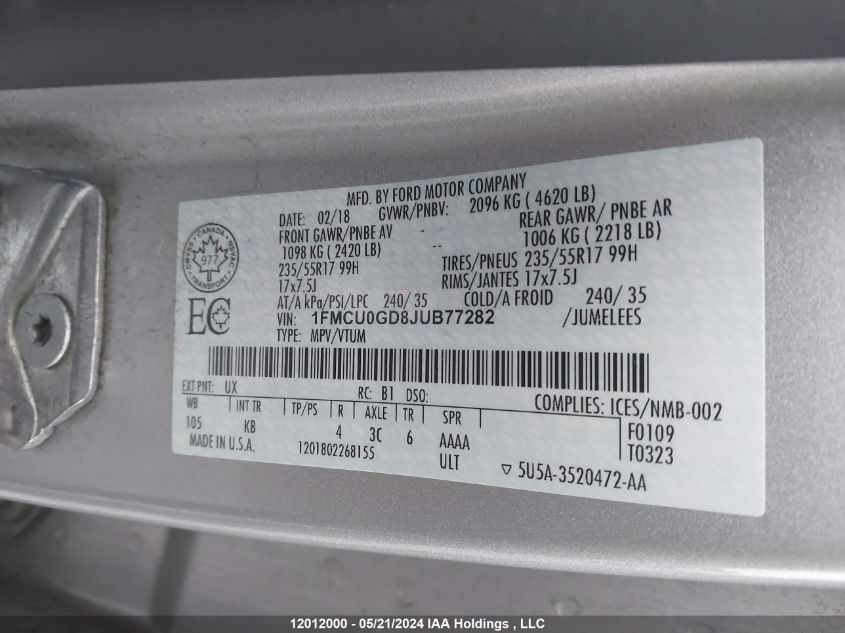 MFD. BY FORD MOTOR COMPANY
DATE: 02/18 GVWR/PNBV: 2096 KG ( 4620 LB)
FRONT GAWR/PNBE AV REAR GAWR/ PNBE AR
1098 KG ( 2420 LB) -- 1006 KG ( 2218 LB)
235/55R17 99H TIRES/PNEUS 235/55R17 99H
17x7.5J RIMS/JANTES 17x7.5J
AT/A kPa/PSI/LPC 240/ 35 COLD/A FROID 240/ 35
VIN: 1FMCU0GD8JUB77282 /JUMELEES
TYPE: MPV/VTUM
CANADA
977
NSVAC
EC
EXT PNT: UX RC: B1 DSO:
COMPLIES: ICES/NMB-002
WB INT TR TP/PS R AXLE TR SPR
105 KB 4 3C 6 AAAA
F0109
T0323
MADE IN U.S.A. 1201802268155 ULT
▽ 5U5A-3520472-AA
12012000 - 05/21/2024 IAA Holdings , LLC